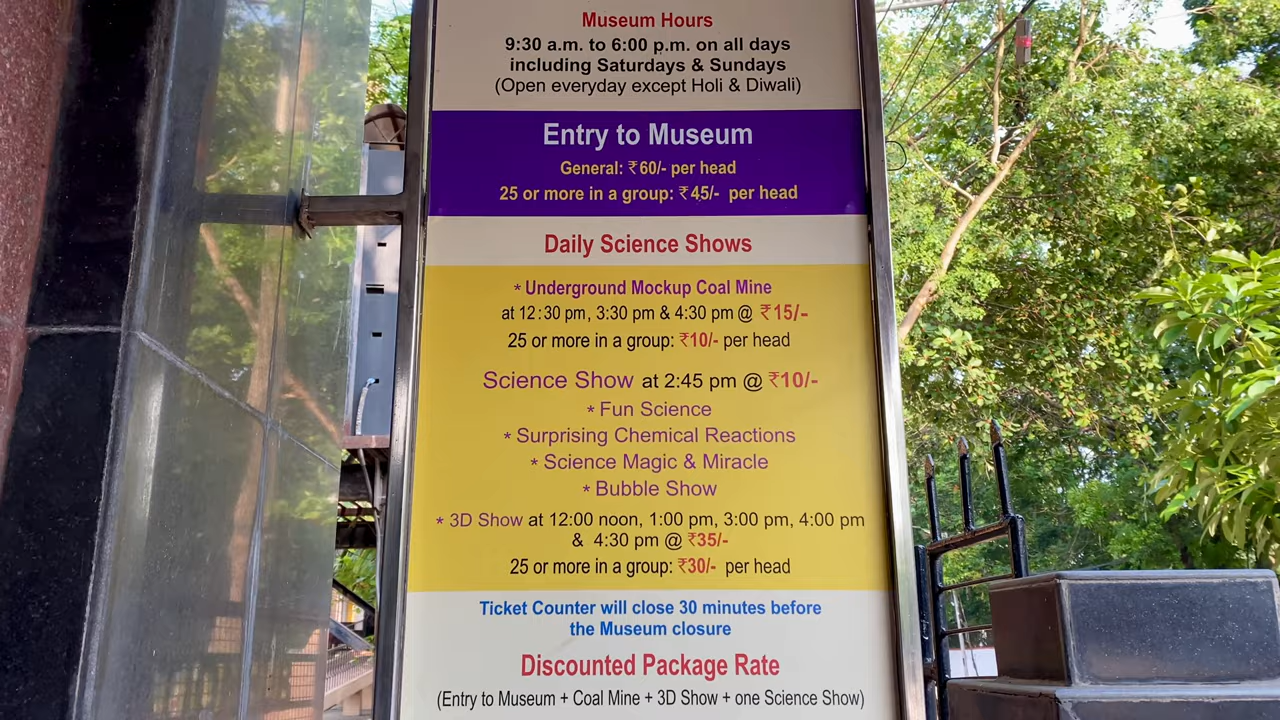 Museum Hours
9:30 a.m. to 6:00 p.m. on all days
including Saturdays & Sundays
(Open everyday except Holi & Diwali)
Entry to Museum
General: ₹60/- per head
25 or more in a group: ₹45/- per head
Daily Science Shows
* Underground Mockup Coal Mine
at 12:30 pm, 3:30 pm & 4:30 pm @ ₹15/-
25 or more in a group: ₹10/- per head
Science Show at 2:45 pm @ ₹10/-
* Fun Science
* Surprising Chemical Reactions
* Science Magic & Miracle
* Bubble Show
* 3D Show at 12:00 noon, 1:00 pm, 3:00 pm, 4:00 pm
& 4:30 pm @ ₹35/-
25 or more in a group: ₹30/- per head
Ticket Counter will close 30 minutes before
the Museum closure
Discounted Package Rate
(Entry to Museum + Coal Mine + 3D Show + one Science Show)